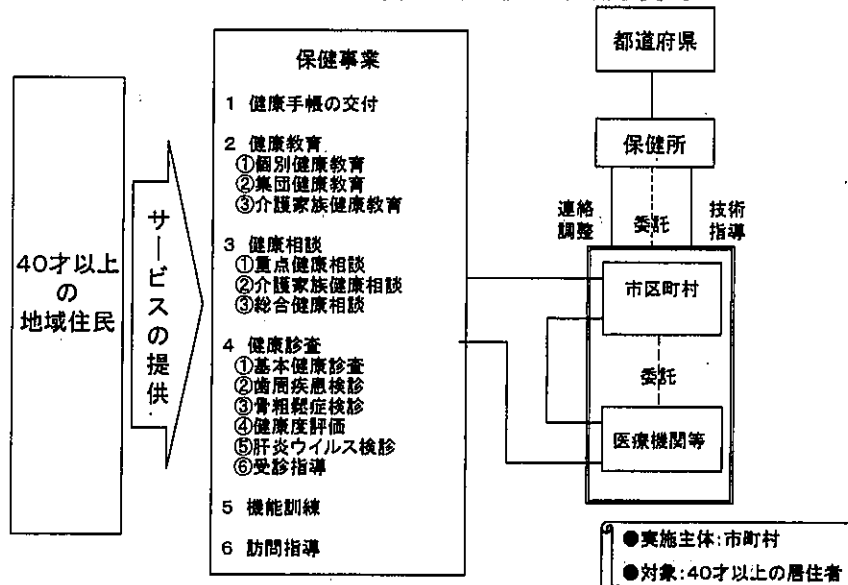 40才以上
の
地域住民
サービスの提供
保健事業
1 健康手帳の交付
2 健康教育
①個別健康教育
②集団健康教育
③介護家族健康教育
3 健康相談
①重点健康相談
②介護家族健康相談
③総合健康相談
4 健康診査
①基本健康診査
②歯周疾患検診
③骨粗鬆症検診
④健康度評価
⑤肝炎ウイルス検診
⑥受診指導
5 機能訓練
6 訪問指導
都道府県
保健所
連絡
調整
委託
技術
指導
市区町村
委託
医療機関等
●実施主体:市町村
●対象:40才以上の居住者